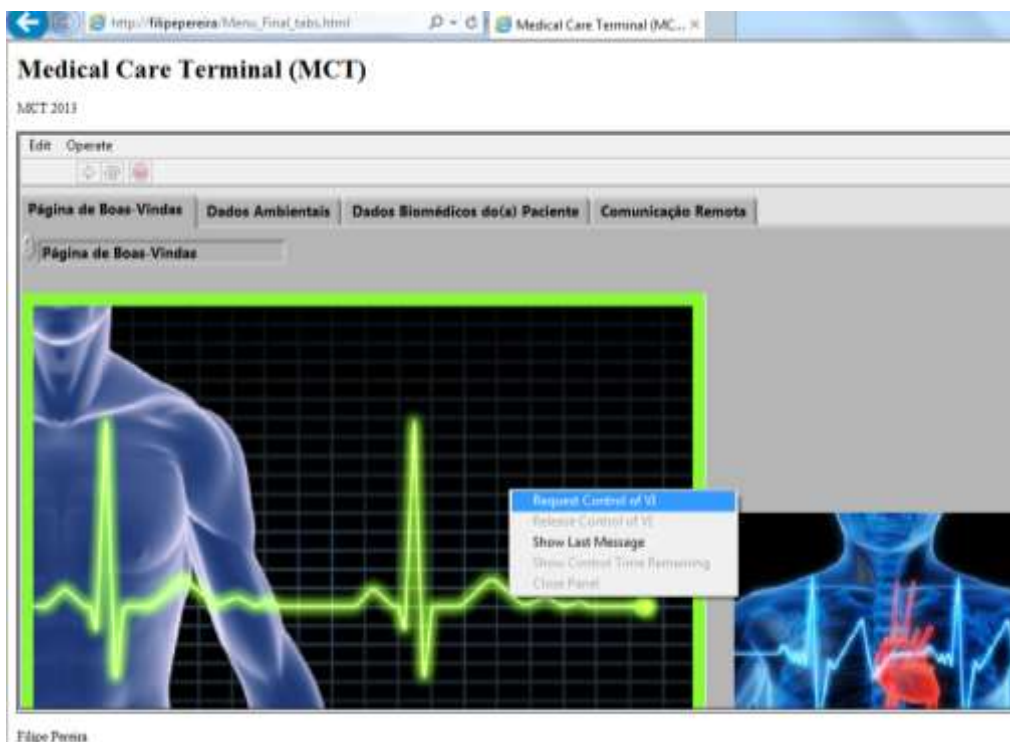 http://filipepereira/Menu_Final_tabs.html
Medical Care Terminal (MC...
Medical Care Terminal (MCT)
MCT 2013
Edit Operate
Página de Boas-Vindas Dados Ambientais Dados Biomédicos do(a) Paciente Comunicação Remota
Página de Boas-Vindas
Request Control of VI
Release Control of VI
Show Last Message
Show Control Time Remaining
Close Panel
Filipe Pereira